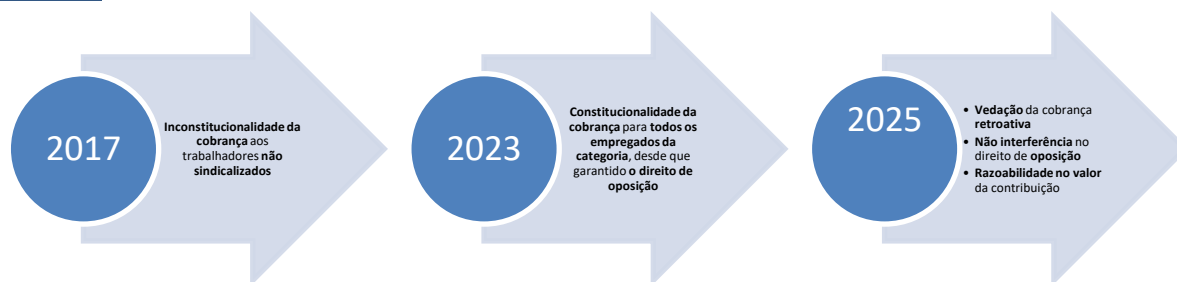 2017
Inconstitucionalidade da
cobrança aos
trabalhadores não
sindicalizados
2023
Constitucionalidade da
cobrança para todos os
empregados da
categoria, desde que
garantido o direito de
oposição
2025
• Vedação da cobrança
retroativa
• Não interferência no
direito de oposição
• Razoabilidade no valor
da contribuição